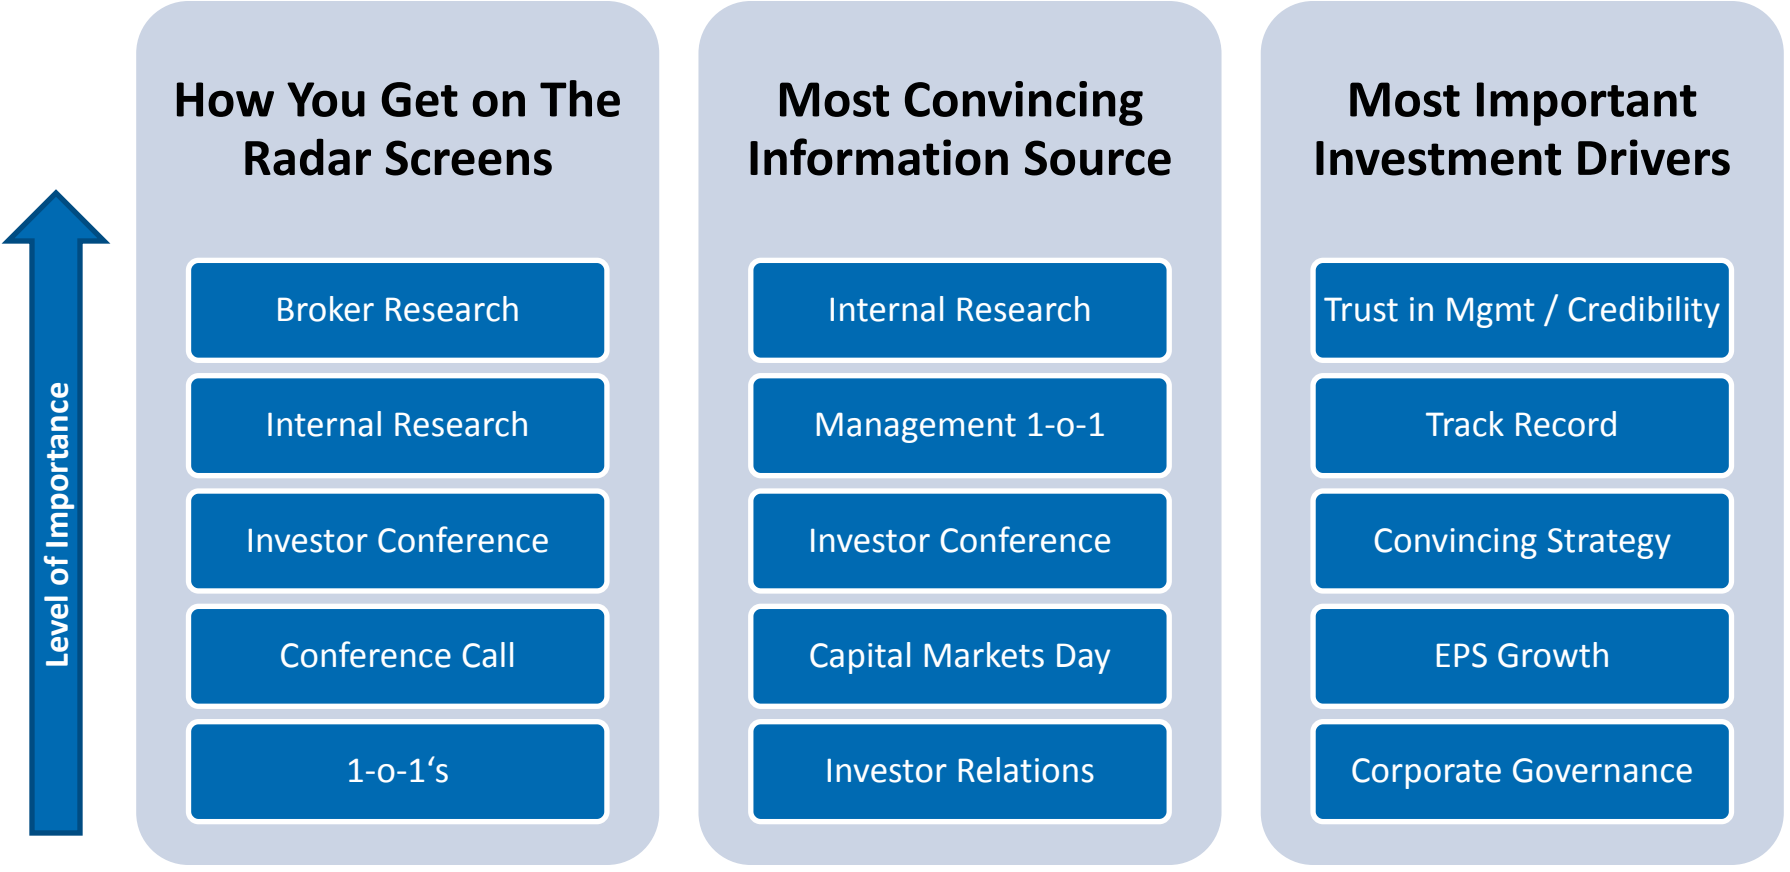 How You Get on The
Radar Screens
Broker Research
Internal Research
Investor Conference
Conference Call
1-o-1‘s
Most Convincing
Information Source
Internal Research
Management 1-o-1
Investor Conference
Capital Markets Day
Investor Relations
Most Important
Investment Drivers
Trust in Mgmt / Credibility
Track Record
Convincing Strategy
EPS Growth
Corporate Governance
Level of Importance